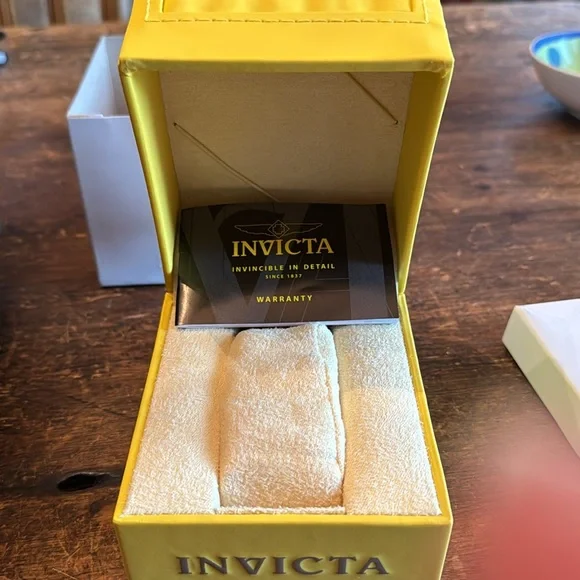 INVICTA
INVINCIBLE IN DETAIL
SINCE 1837
WARRANTY
INVICTA